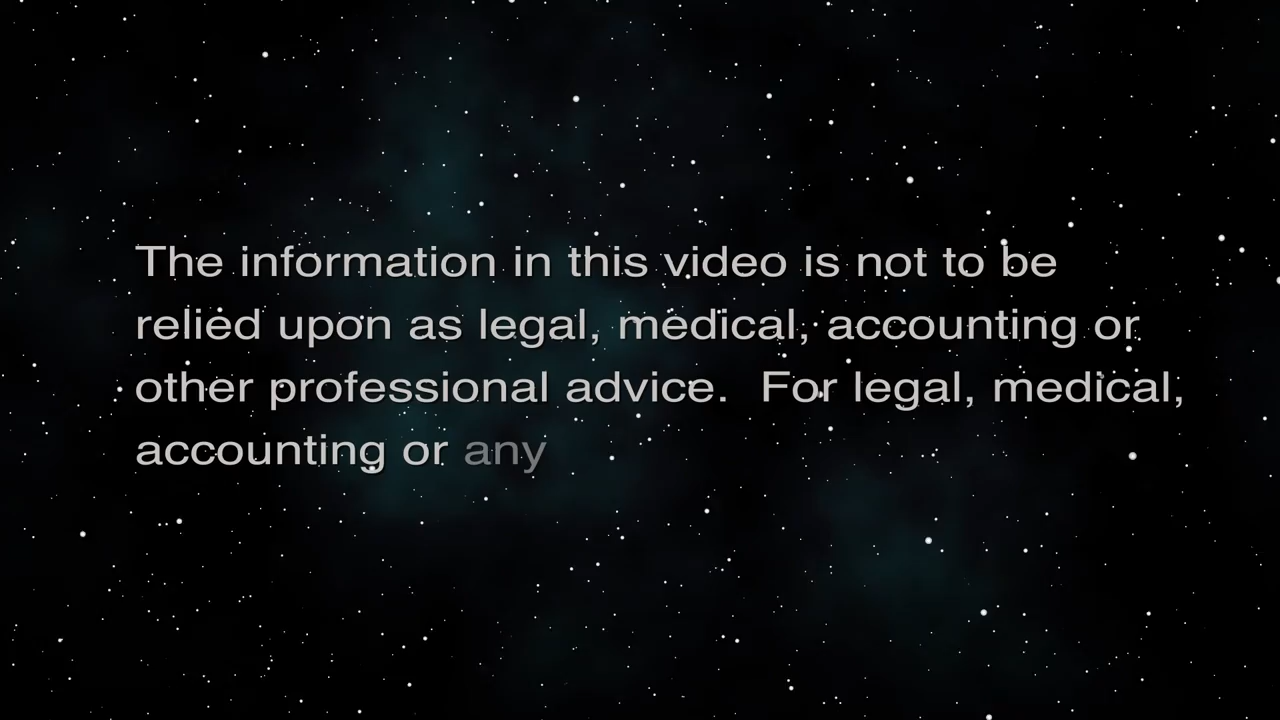 The information in this video is not to be
relied upon as legal, medical, accounting or
other professional advice.  For legal, medical,
accounting or any